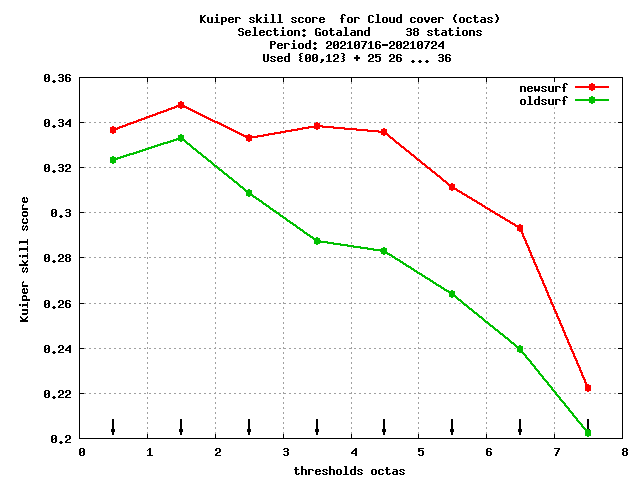 Kuiper skill score  for Cloud cover (octas)
Selection: Gotaland     38 stations
Period: 20210716-20210724
Used {00,12} + 25 26 ... 36
newsurf
oldsurf
Kuiper skill score
0.36
0.34
0.32
0.3
0.28
0.26
0.24
0.22
0.2
0 1 2 3 4 5 6 7 8
thresholds octas